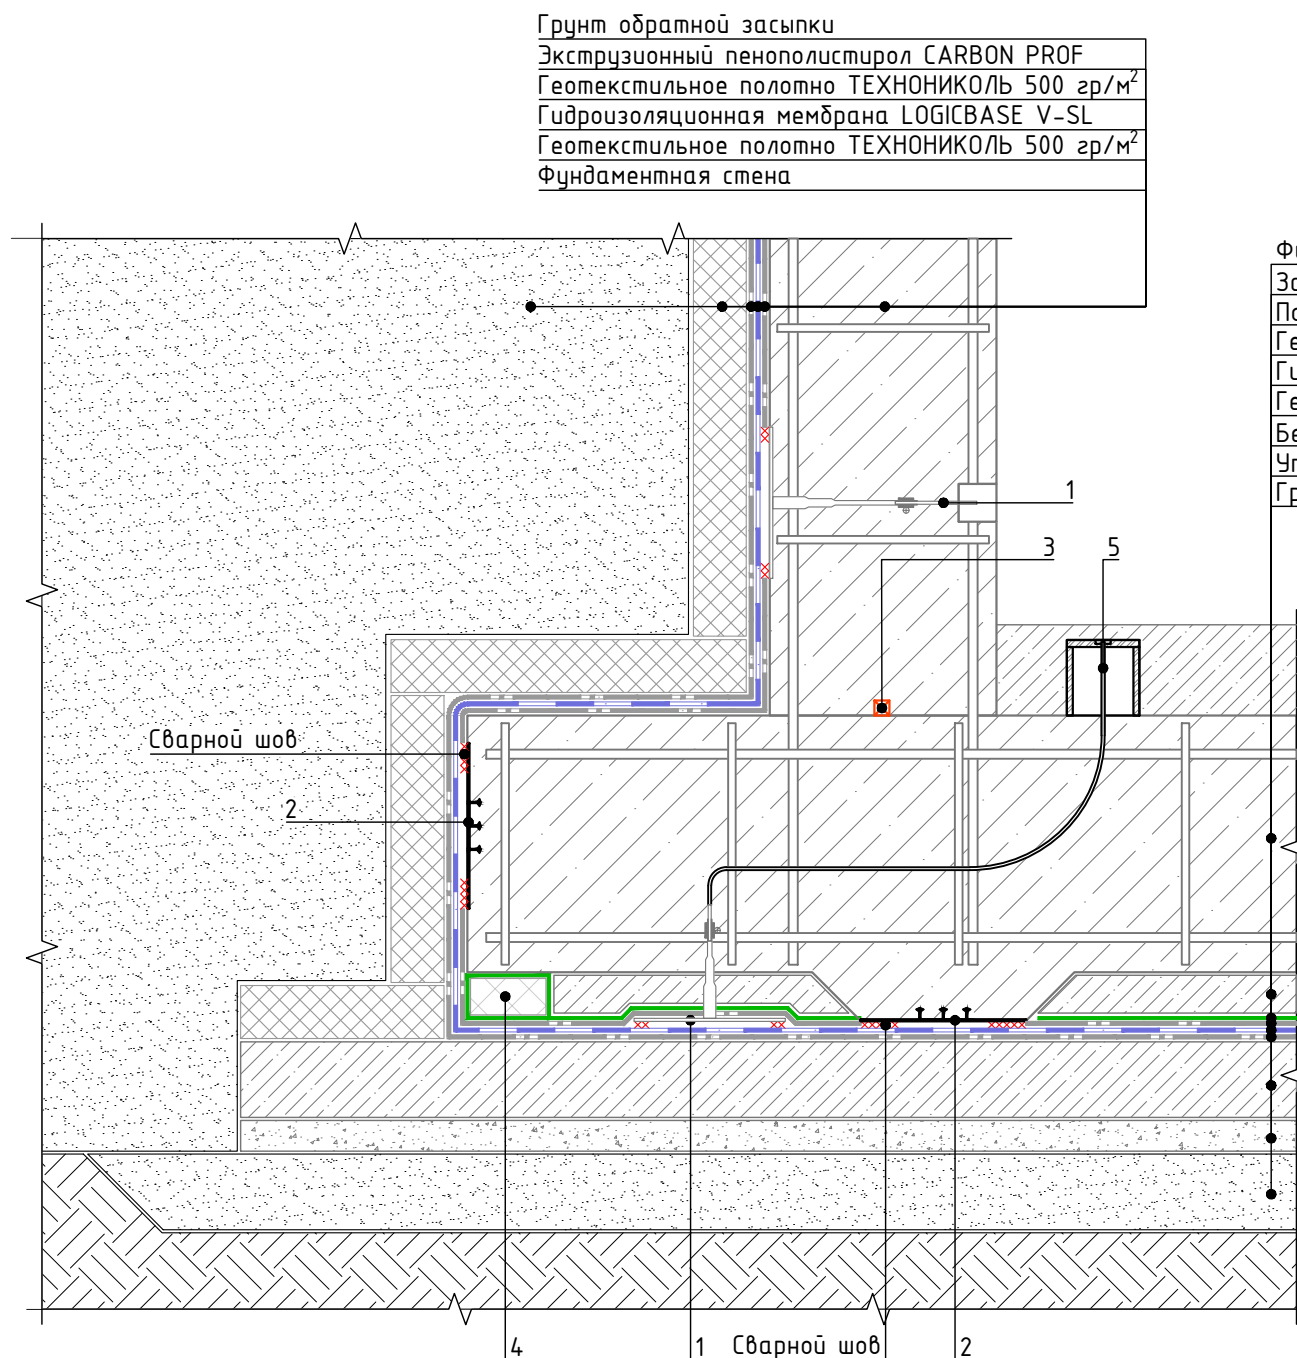 Грунт обратной засыпки
Экструзионный пенополистирол CARBON PROF
Геотекстильное полотно ТЕХНОНИКОЛЬ 500 гр/м²
Гидроизоляционная мембрана LOGICBASE V-SL
Геотекстильное полотно ТЕХНОНИКОЛЬ 500 гр/м²
Фундаментная стена
1
3
5
Сварной шов
2
4
1
Сварной шов
2